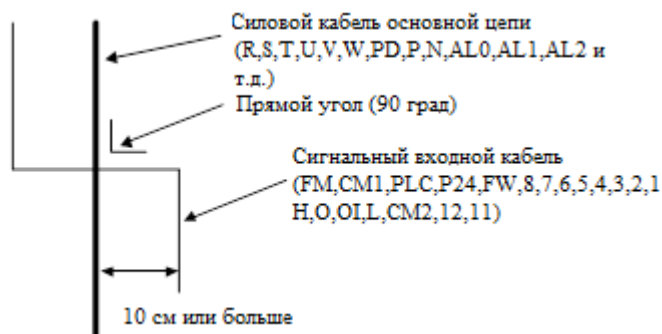 Силовой кабель основной цепи
(R,S,T,U,V,W,PD,P,N,AL0,AL1,AL2 и
т.д.)
Прямой угол (90 град)
Сигнальный входной кабель
(FM,CM1,PLC,P24,FW,8,7,6,5,4,3,2,1
H,O,OI,L,CM2,12,11)
10 см или больше